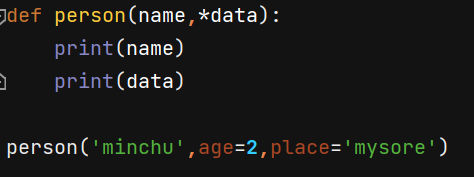 def person(name,*data):
    print(name)
    print(data)

person('minchu',age=2,place='mysore')